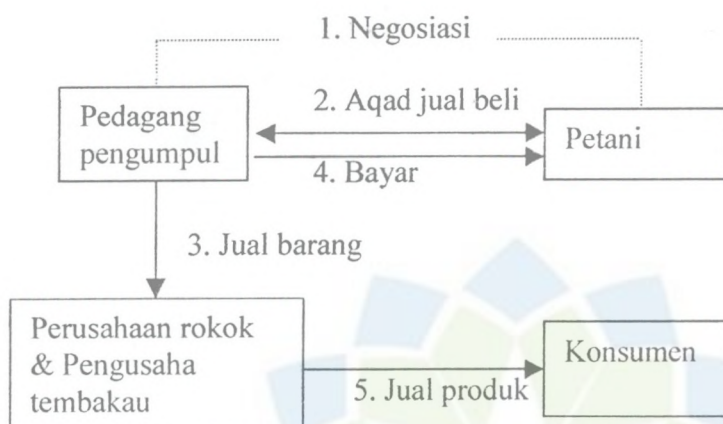 1. Negosiasi
Pedagang
pengumpul
2. Aqad jual beli
4. Bayar
Petani
3. Jual barang
Perusahaan rokok
& Pengusaha
tembakau
5. Jual produk
Konsumen